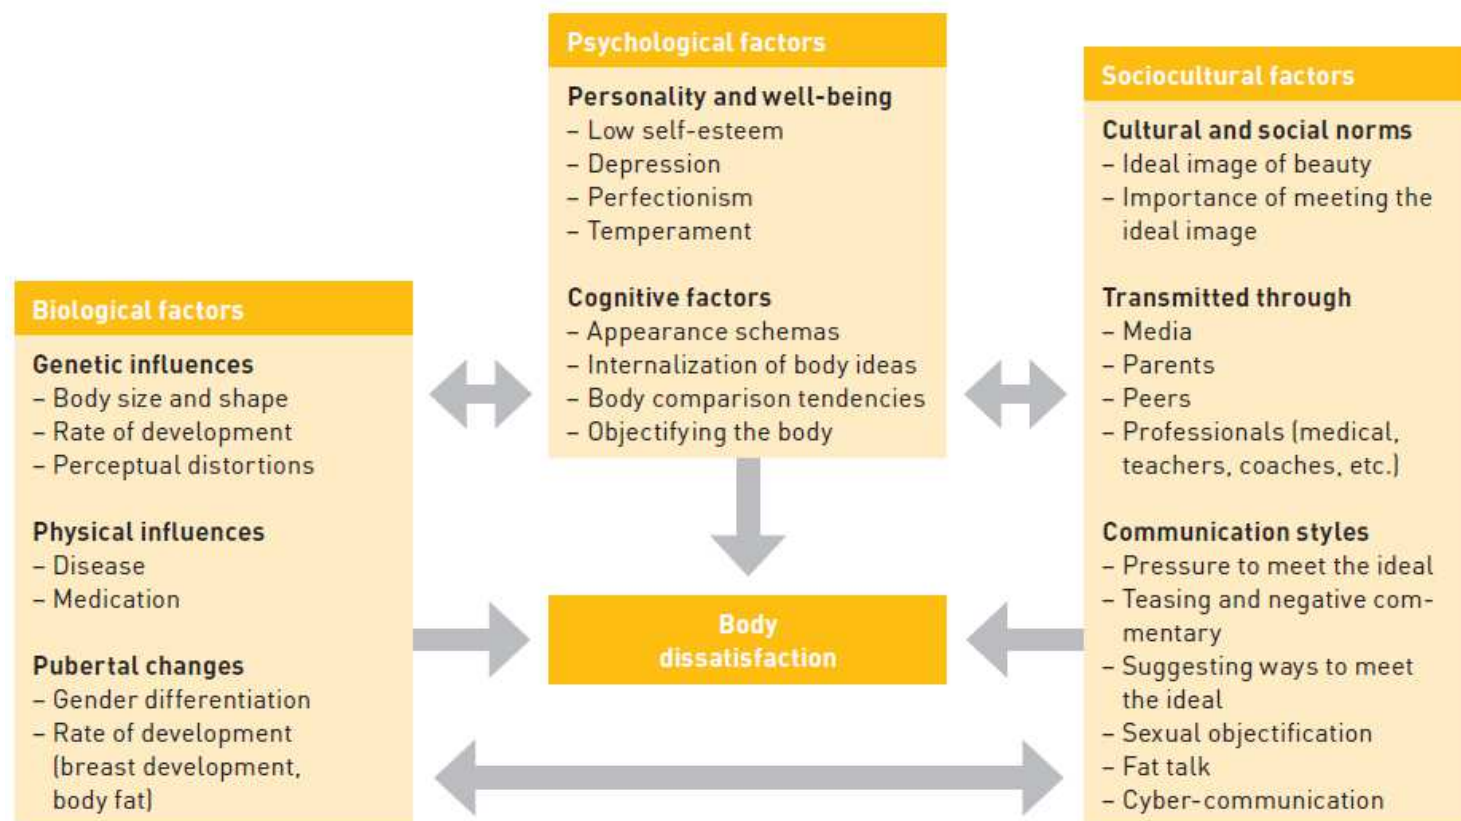 Psychological factors
Personality and well-being
– Low self-esteem
– Depression
– Perfectionism
– Temperament
Cognitive factors
– Appearance schemas
– Internalization of body ideas
– Body comparison tendencies
– Objectifying the body
Sociocultural factors
Cultural and social norms
– Ideal image of beauty
– Importance of meeting the
ideal image
Transmitted through
– Media
– Parents
– Peers
– Professionals (medical,
teachers, coaches, etc.)
Communication styles
– Pressure to meet the ideal
– Teasing and negative com-
mentary
– Suggesting ways to meet
the ideal
– Sexual objectification
– Fat talk
– Cyber-communication
Biological factors
Genetic influences
– Body size and shape
– Rate of development
– Perceptual distortions
Physical influences
– Disease
– Medication
Pubertal changes
– Gender differentiation
– Rate of development
(breast development,
body fat)
Body
dissatisfaction